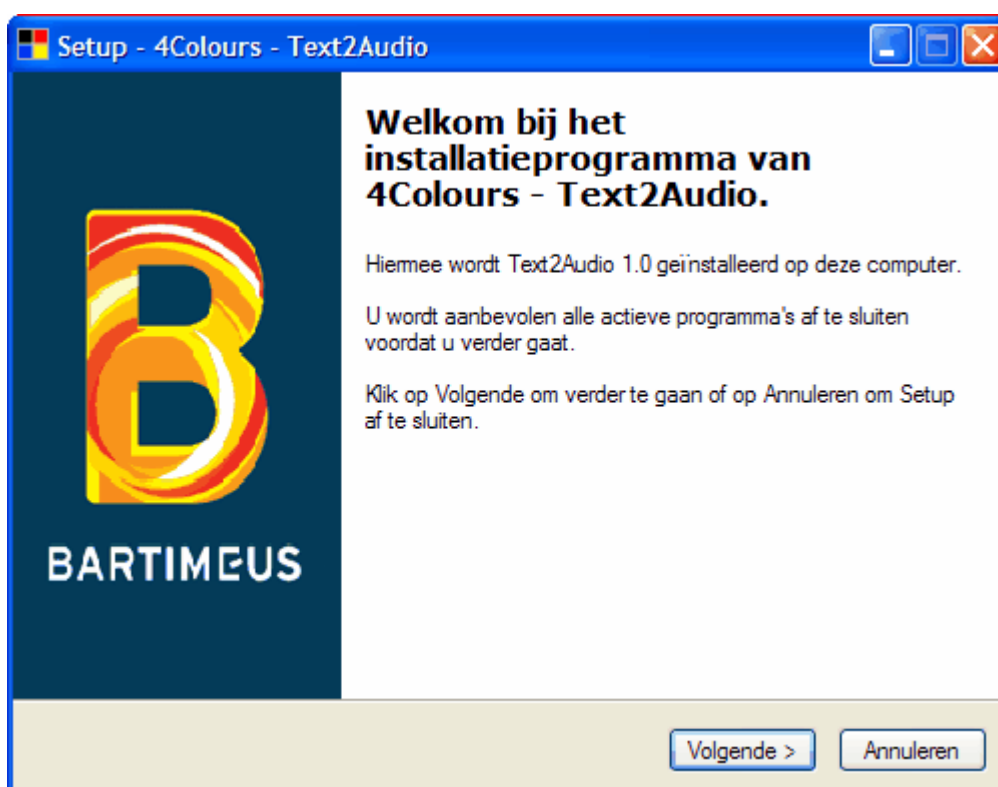 Setup - 4Colours - Text2Audio
Welkom bij het
installatieprogramma van
4Colours - Text2Audio.
Hiermee wordt Text2Audio 1.0 geïnstalleerd op deze computer.
U wordt aanbevolen alle actieve programma's af te sluiten
voordat u verder gaat.
Klik op Volgende om verder te gaan of op Annuleren om Setup
af te sluiten.
BARTIMEUS
Volgende >
Annuleren